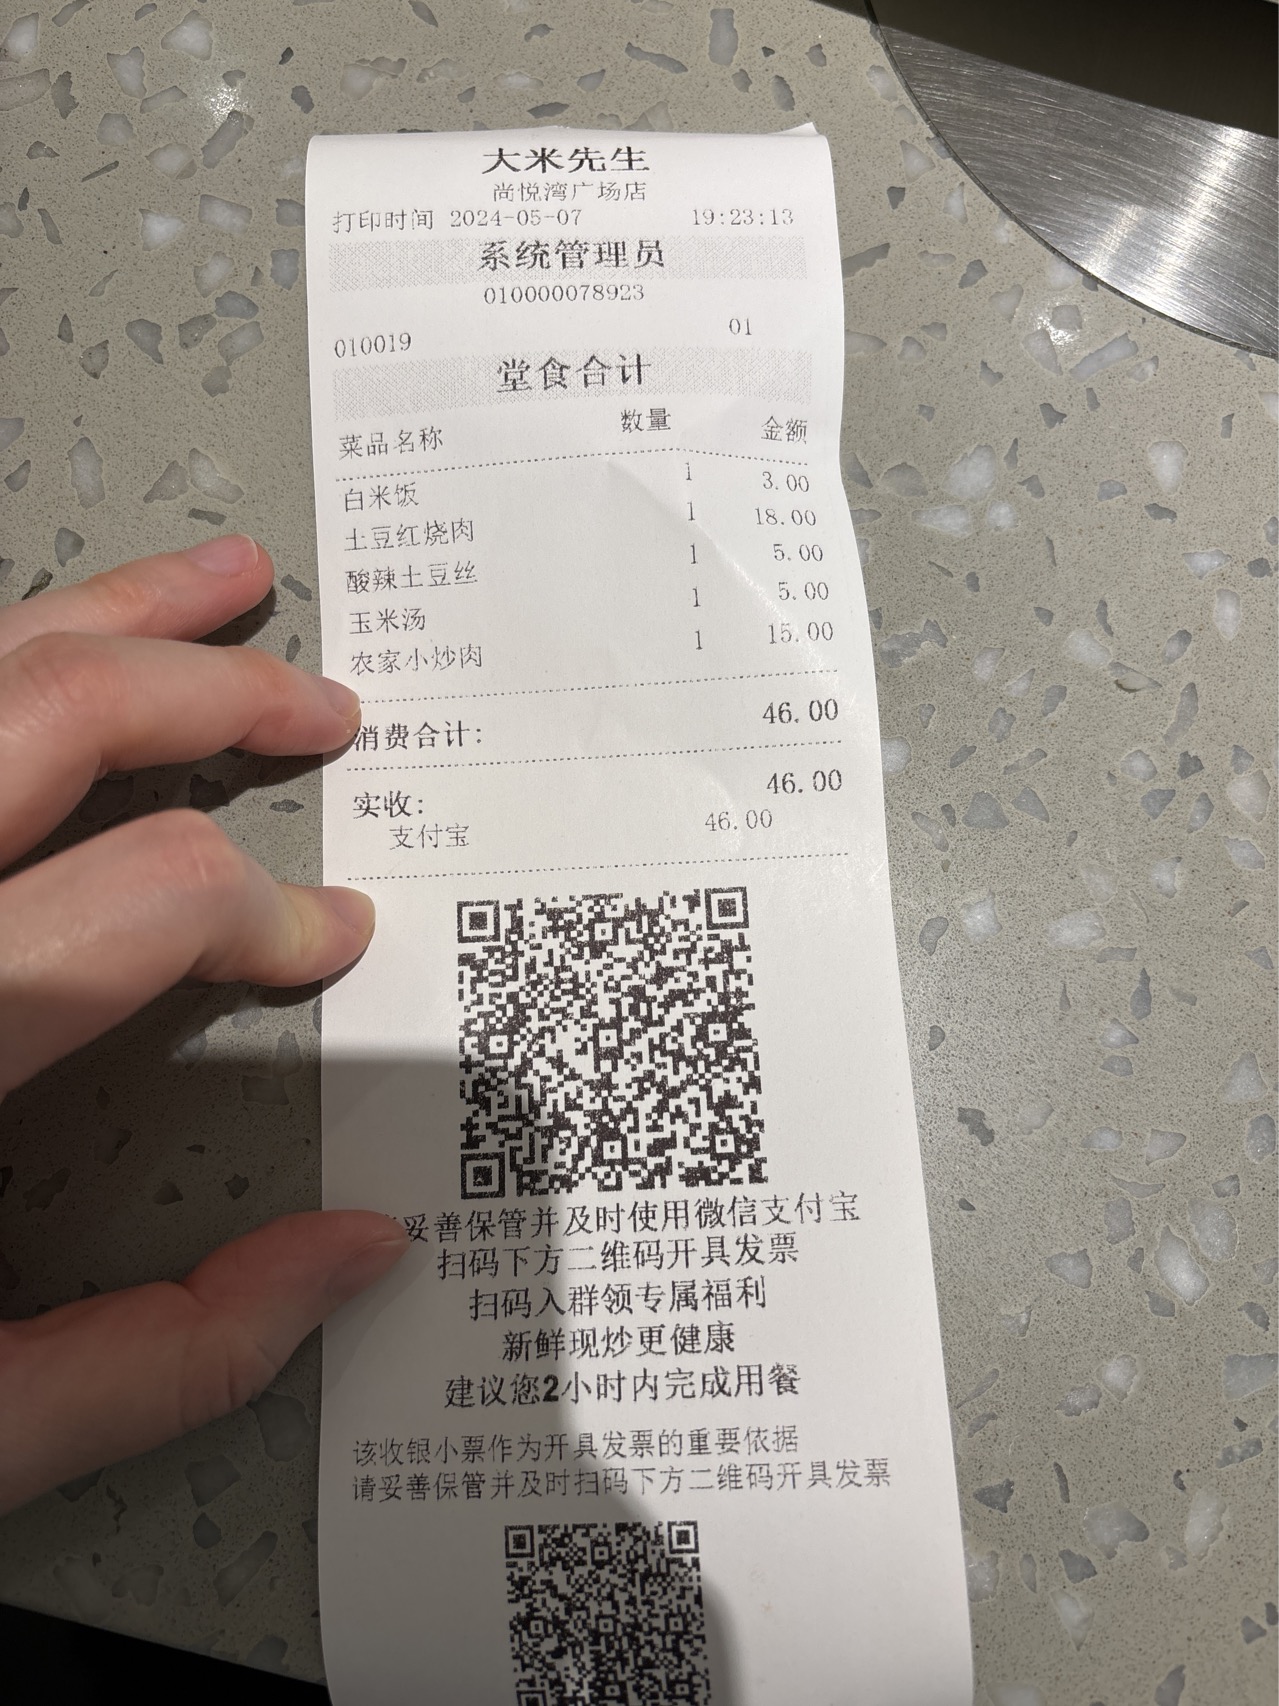 大米先生
尚悦湾广场店
打印时间 2024-05-07 19:23:13
系统管理员
010000078923
010019 01
堂食合计
菜品名称 数量 金额
白米饭 1 3.00
土豆红烧肉 1 18.00
酸辣土豆丝 1 5.00
玉米汤 1 5.00
农家小炒肉 1 15.00
消费合计: 46.00
实收: 46.00
支付宝 46.00
妥善保管并及时使用微信支付宝
扫码下方二维码开具发票
扫码入群领专属福利
新鲜现炒更健康
建议您2小时内完成用餐
该收银小票作为开具发票的重要依据
请妥善保管并及时扫码下方二维码开具发票